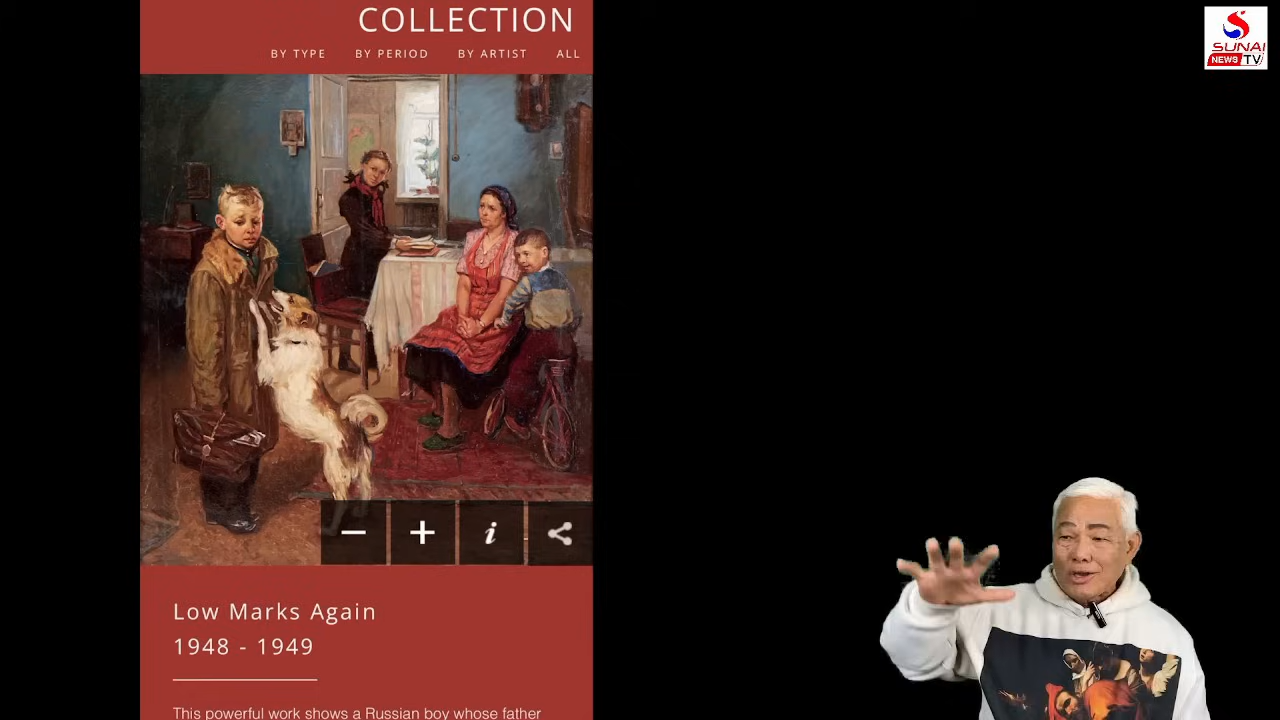 COLLECTION
BY TYPE BY PERIOD BY ARTIST ALL
SUNAI
NEWS TV
Low Marks Again
1948 - 1949
This powerful work shows a Russian boy whose father